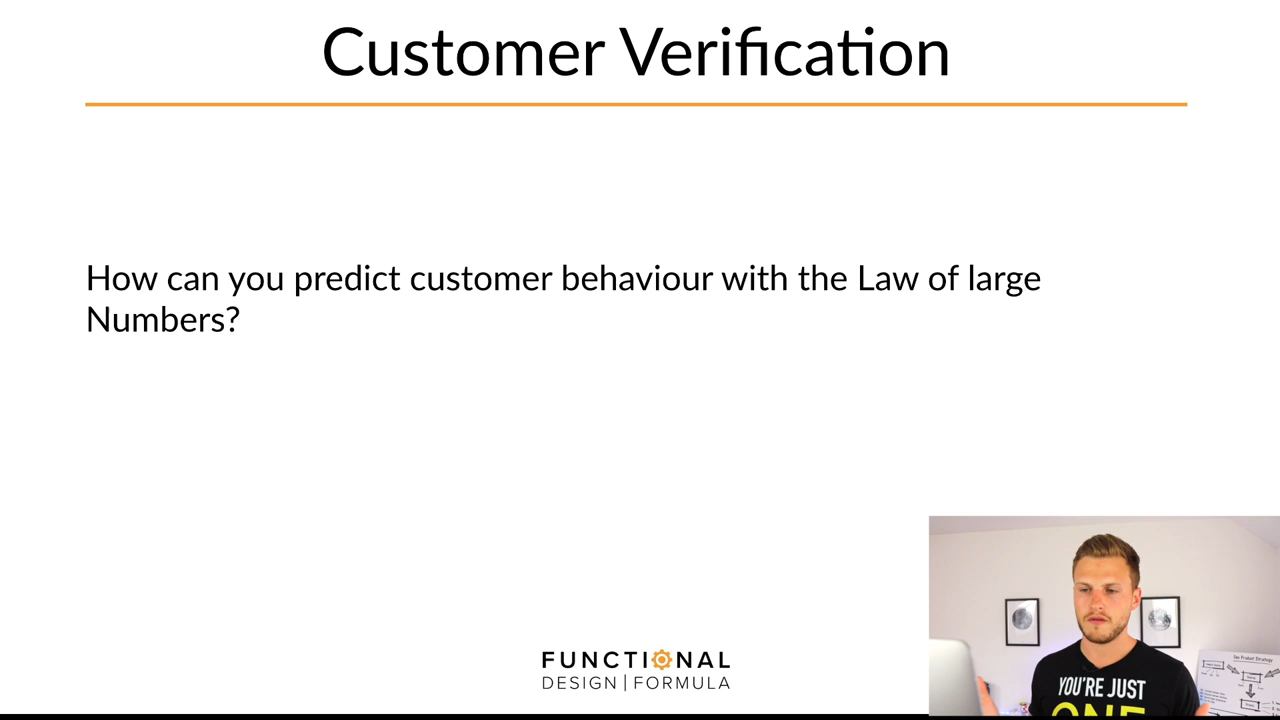 Customer Verification
How can you predict customer behaviour with the Law of large
Numbers?
FUNCTIONAL
DESIGN | FORMULA
YOU'RE JUST
ONE